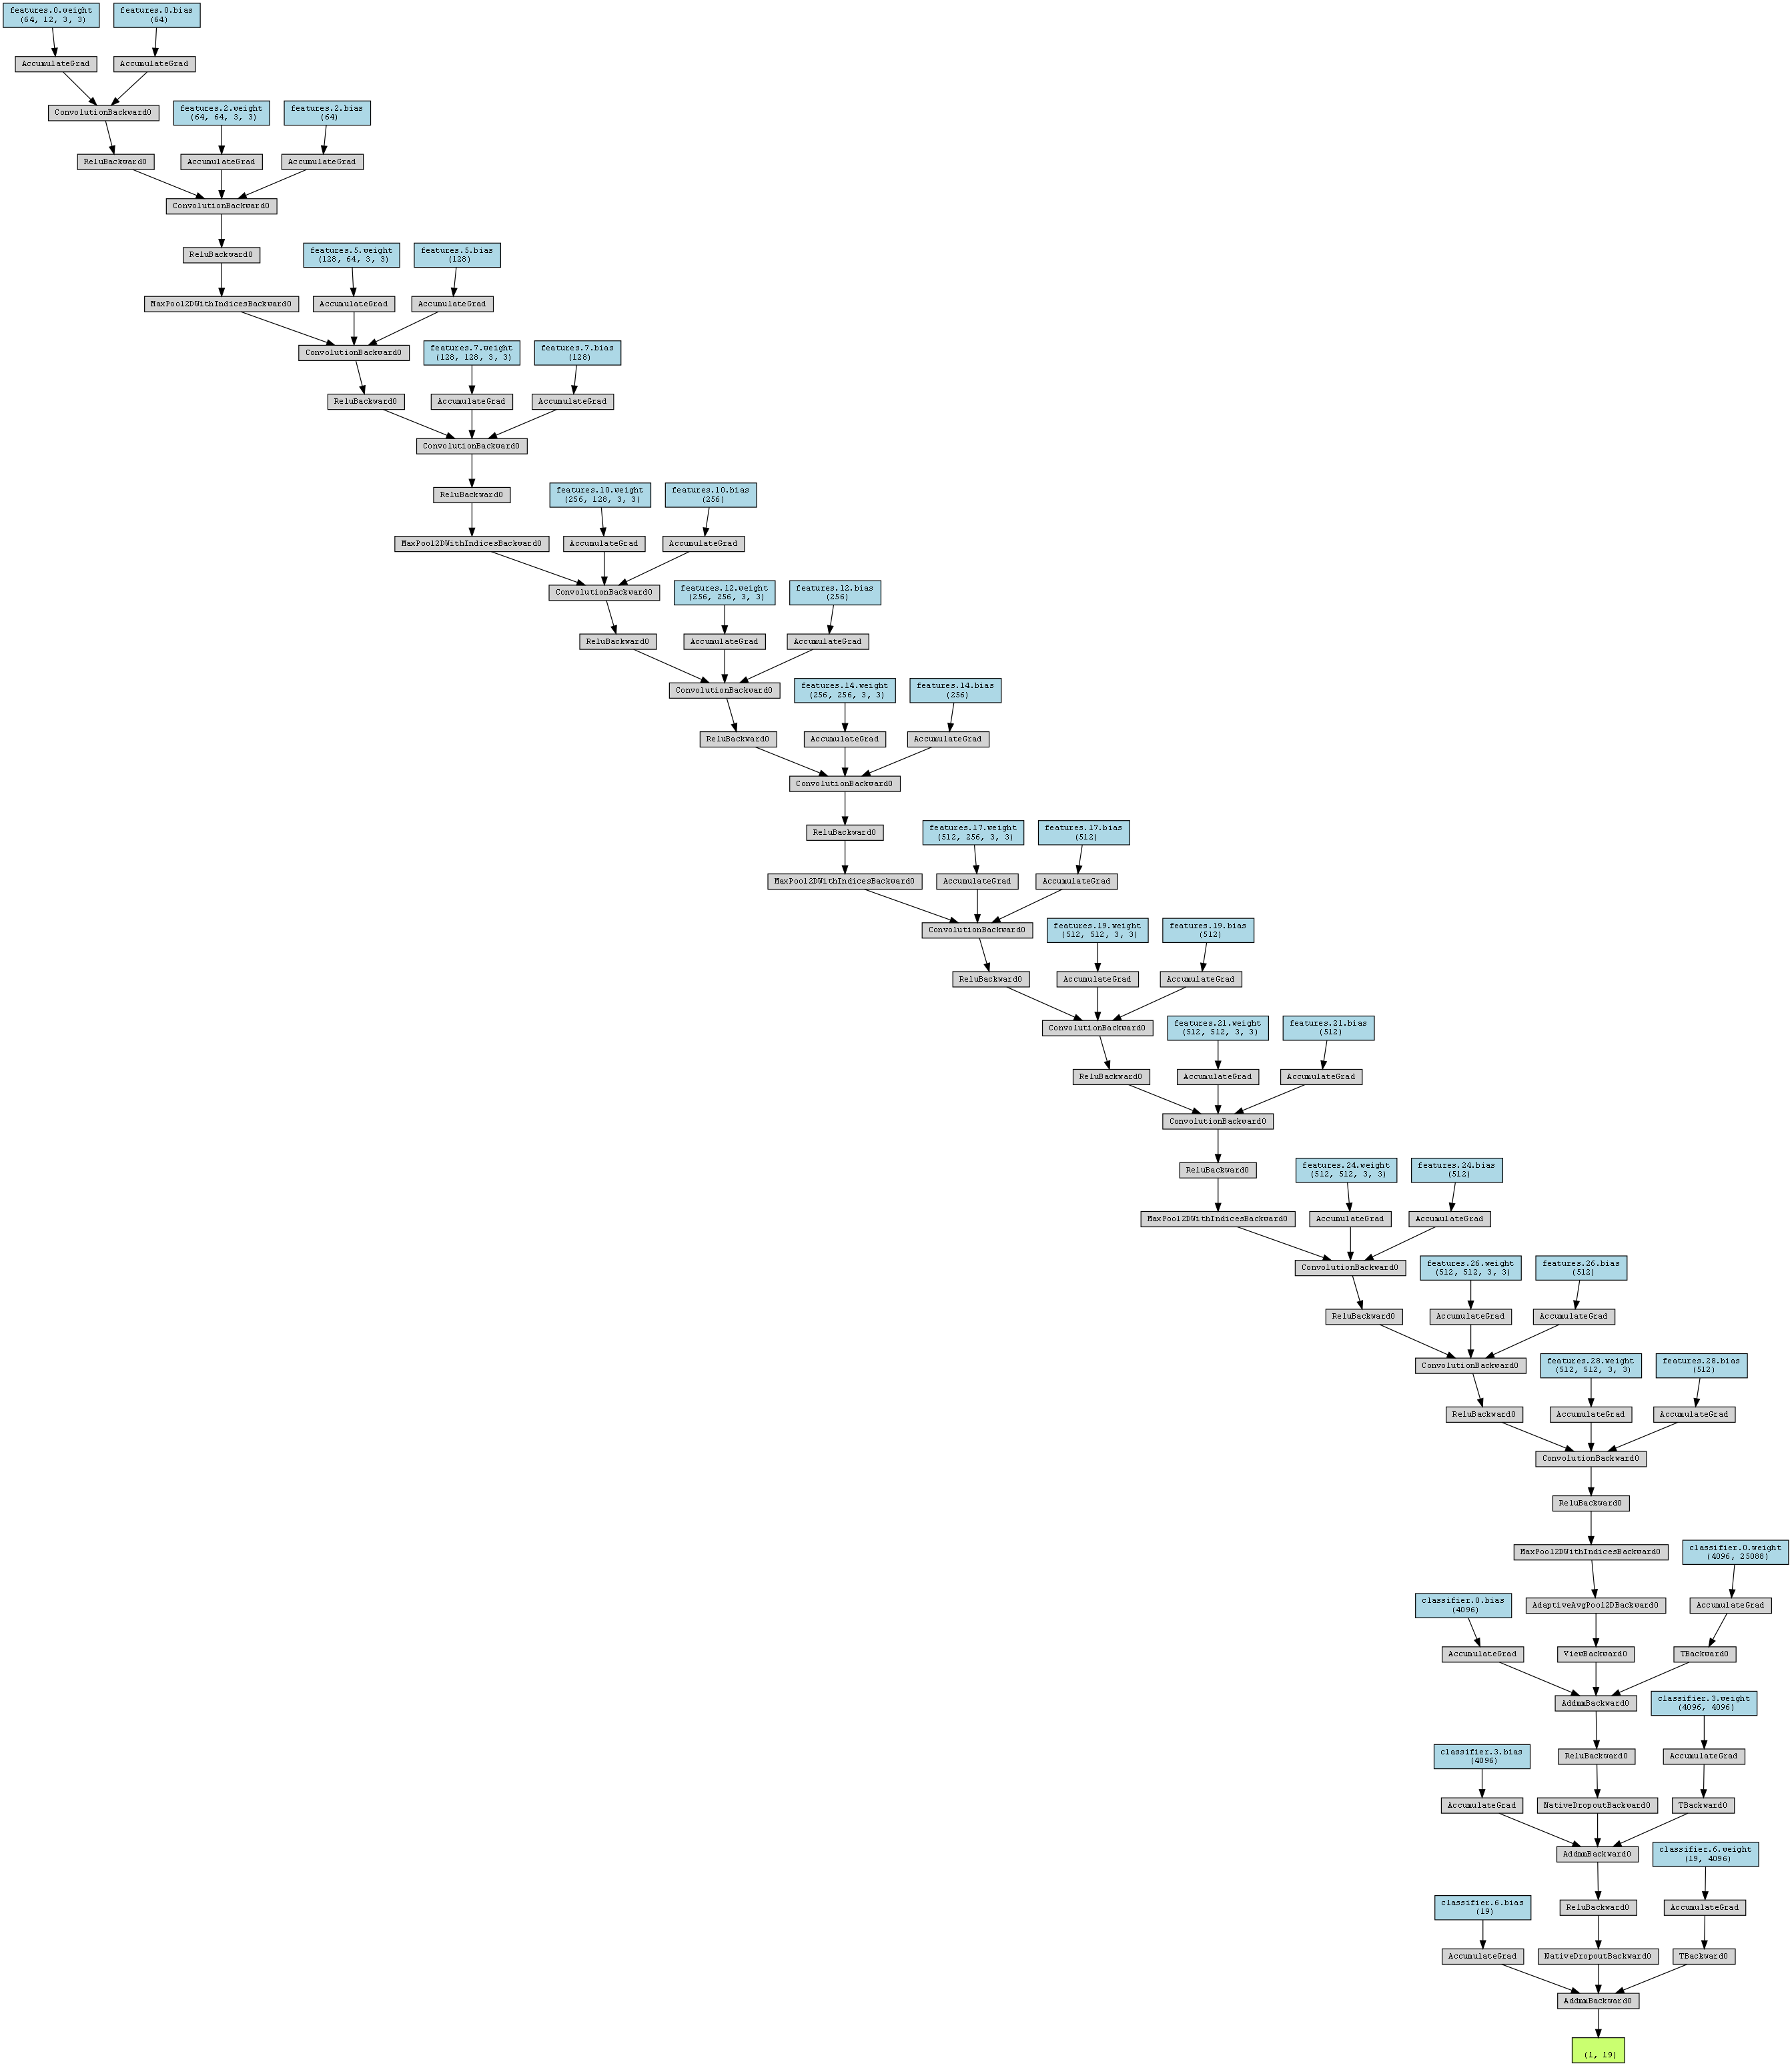 features.0.weight
(64, 12, 3, 3)
features.0.bias
(64)
AccumulateGrad
AccumulateGrad
ConvolutionBackward0
features.2.weight
(64, 64, 3, 3)
features.2.bias
(64)
ReluBackward0
AccumulateGrad
AccumulateGrad
ConvolutionBackward0
ReluBackward0
features.5.weight
(128, 64, 3, 3)
features.5.bias
(128)
MaxPool2DWithIndicesBackward0
AccumulateGrad
AccumulateGrad
ConvolutionBackward0
features.7.weight
(128, 128, 3, 3)
features.7.bias
(128)
ReluBackward0
AccumulateGrad
AccumulateGrad
ConvolutionBackward0
ReluBackward0
features.10.weight
(256, 128, 3, 3)
features.10.bias
(256)
MaxPool2DWithIndicesBackward0
AccumulateGrad
AccumulateGrad
ConvolutionBackward0
features.12.weight
(256, 256, 3, 3)
features.12.bias
(256)
ReluBackward0
AccumulateGrad
AccumulateGrad
ConvolutionBackward0
features.14.weight
(256, 256, 3, 3)
features.14.bias
(256)
ReluBackward0
AccumulateGrad
AccumulateGrad
ConvolutionBackward0
ReluBackward0
features.17.weight
(512, 256, 3, 3)
features.17.bias
(512)
MaxPool2DWithIndicesBackward0
AccumulateGrad
AccumulateGrad
ConvolutionBackward0
features.19.weight
(512, 512, 3, 3)
features.19.bias
(512)
ReluBackward0
AccumulateGrad
AccumulateGrad
ConvolutionBackward0
features.21.weight
(512, 512, 3, 3)
features.21.bias
(512)
ReluBackward0
AccumulateGrad
AccumulateGrad
ConvolutionBackward0
ReluBackward0
features.24.weight
(512, 512, 3, 3)
features.24.bias
(512)
MaxPool2DWithIndicesBackward0
AccumulateGrad
AccumulateGrad
ConvolutionBackward0
features.26.weight
(512, 512, 3, 3)
features.26.bias
(512)
ReluBackward0
AccumulateGrad
AccumulateGrad
ConvolutionBackward0
features.28.weight
(512, 512, 3, 3)
features.28.bias
(512)
ReluBackward0
AccumulateGrad
AccumulateGrad
ConvolutionBackward0
ReluBackward0
MaxPool2DWithIndicesBackward0
classifier.0.weight
(4096, 25088)
classifier.0.bias
(4096)
AdaptiveAvgPool2DBackward0
AccumulateGrad
AccumulateGrad
ViewBackward0
TBackward0
AddmmBackward0
classifier.3.weight
(4096, 4096)
classifier.3.bias
(4096)
ReluBackward0
AccumulateGrad
AccumulateGrad
NativeDropoutBackward0
TBackward0
AddmmBackward0
classifier.6.weight
(19, 4096)
classifier.6.bias
(19)
ReluBackward0
AccumulateGrad
AccumulateGrad
NativeDropoutBackward0
TBackward0
AddmmBackward0
(1, 19)